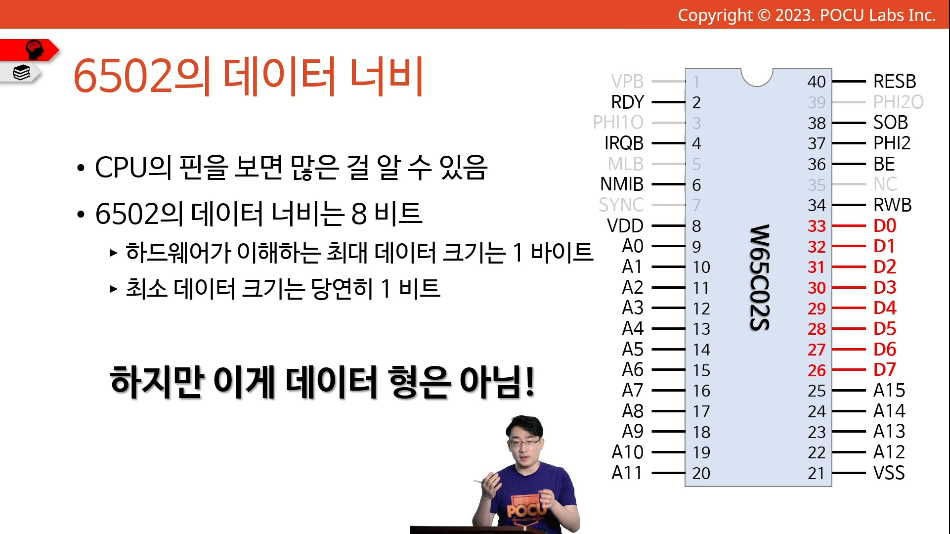 Copyright © 2023. POCU Labs Inc.
6502의 데이터 너비
• CPU의 핀을 보면 많은 걸 알 수 있음
• 6502의 데이터 너비는 8 비트
▸ 하드웨어가 이해하는 최대 데이터 크기는 1 바이트
▸ 최소 데이터 크기는 당연히 1 비트
하지만 이게 데이터 형은 아님!
POCU
W65C02S
VPB 1 40 RESB
RDY 2 39 PHI2O
PHI1O 3 38 SOB
IRQB 4 37 PHI2
MLB 5 36 BE
NMIB 6 35 NC
SYNC 7 34 RWB
VDD 8 33 D0
A0 9 32 D1
A1 10 31 D2
A2 11 30 D3
A3 12 29 D4
A4 13 28 D5
A5 14 27 D6
A6 15 26 D7
A7 16 25 A15
A8 17 24 A14
A9 18 23 A13
A10 19 22 A12
A11 20 21 VSS